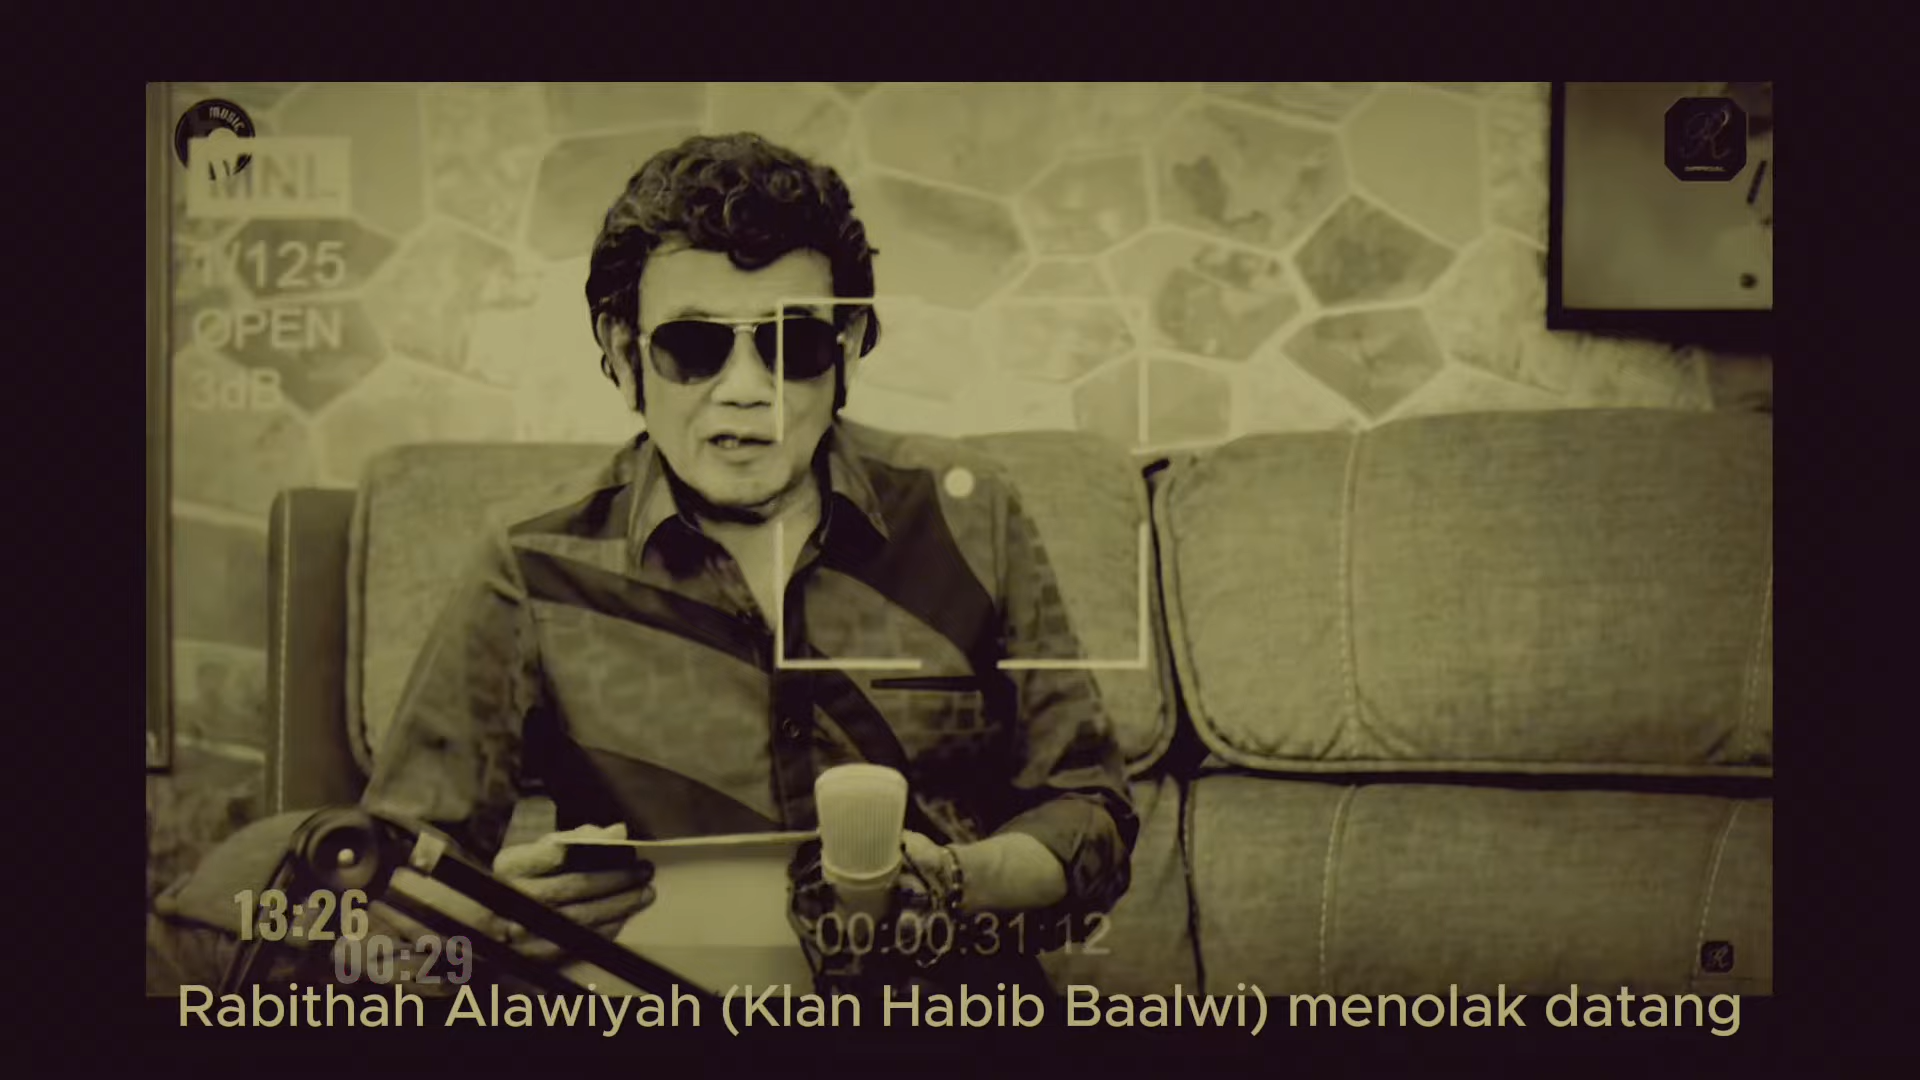 MUSIC
MNL
1/125
OPEN
3dB
R
13:26
00:29
00:00:31:12
R
Rabithah Alawiyah (Klan Habib Baalwi) menolak datang